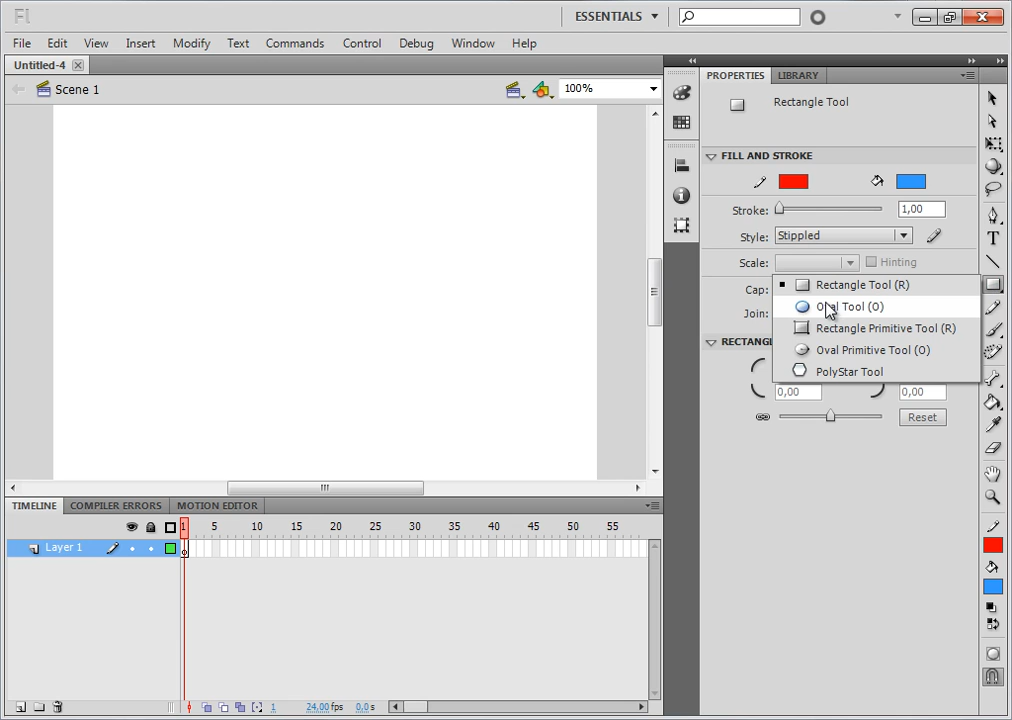 Fl
ESSENTIALS
File Edit View Insert Modify Text Commands Control Debug Window Help
Untitled-4
Scene 1
100%
PROPERTIES LIBRARY
Rectangle Tool
FILL AND STROKE
Stroke: 1,00
Style: Stippled
Scale: Hinting
Cap:
Join:
Rectangle Tool (R)
Oval Tool (O)
Rectangle Primitive Tool (R)
Oval Primitive Tool (O)
PolyStar Tool
RECTANGL
0,00 0,00
Reset
TIMELINE COMPILER ERRORS MOTION EDITOR
1 5 10 15 20 25 30 35 40 45 50 55
Layer 1
1 24.00 fps 0.0 s